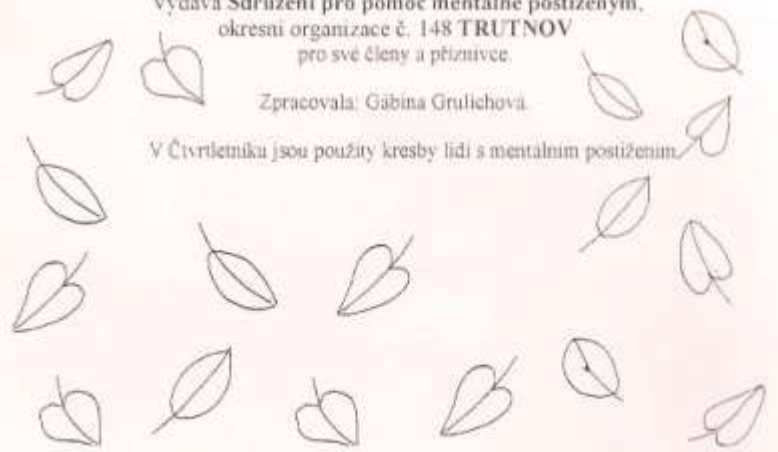 Vydává Sdružení pro pomoc mentálně postiženým,
okresní organizace č. 148 TRUTNOV
pro své členy a příznivce.
Zpracovala: Gábina Grulichová
V Čtvrtletníku jsou použity kresby lidí s mentálním postižením.